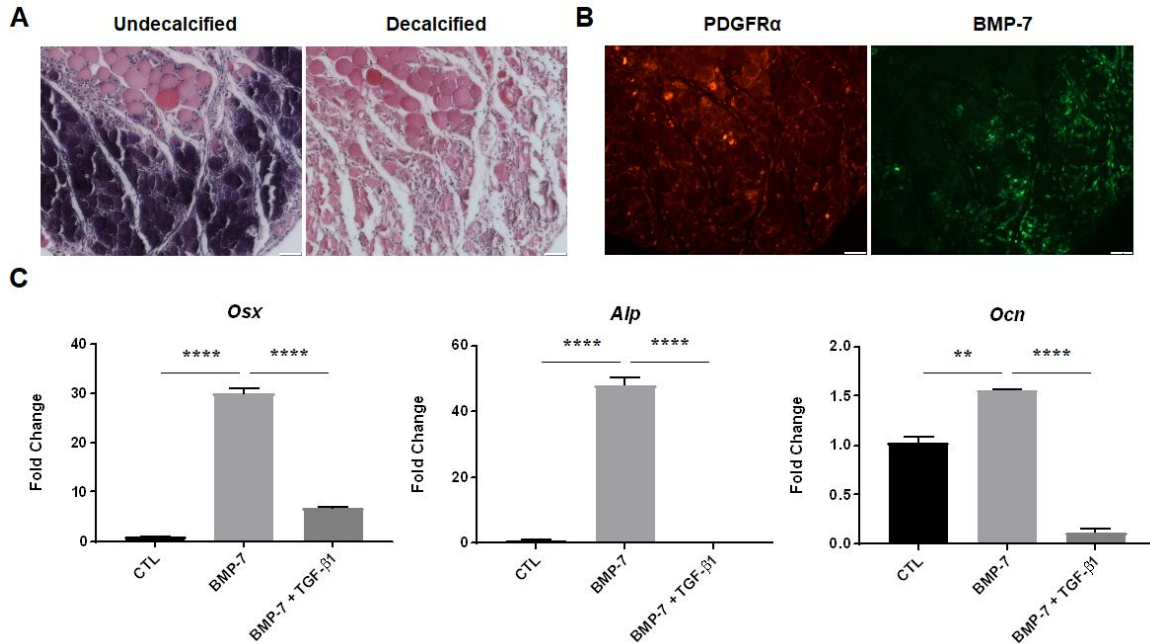 A
Undecalcified
Decalcified
B
PDGFRα
BMP-7
C
Osx
Fold Change
40
30
20
10
0
****
****
CTL
BMP-7
BMP-7 + TGF-β1
Alp
Fold Change
60
40
20
0
****
****
CTL
BMP-7
BMP-7 + TGF-β1
Ocn
Fold Change
2.0
1.5
1.0
0.5
0.0
**
****
CTL
BMP-7
BMP-7 + TGF-β1